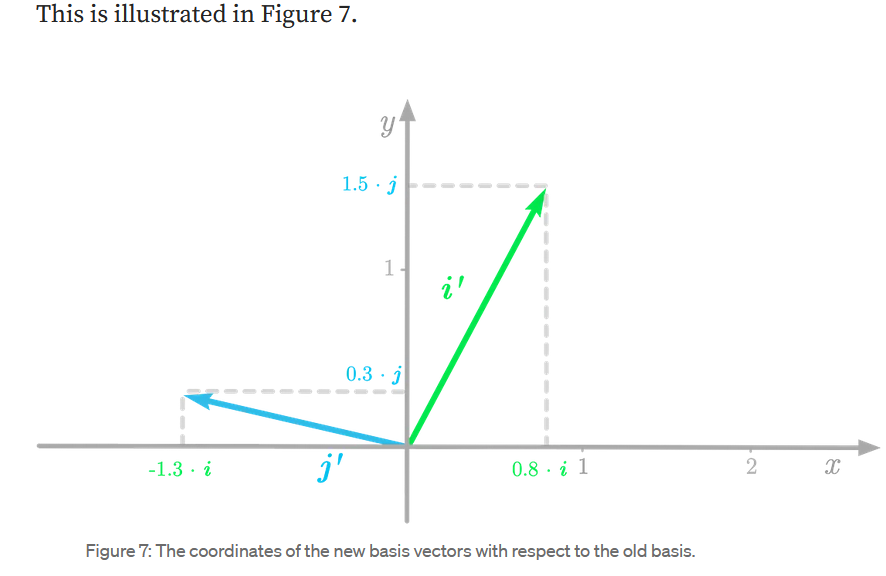 This is illustrated in Figure 7.
y
1.5 · j
1
i′
0.3 · j
-1.3 · i
j′
0.8 · i
1
2
x
Figure 7: The coordinates of the new basis vectors with respect to the old basis.